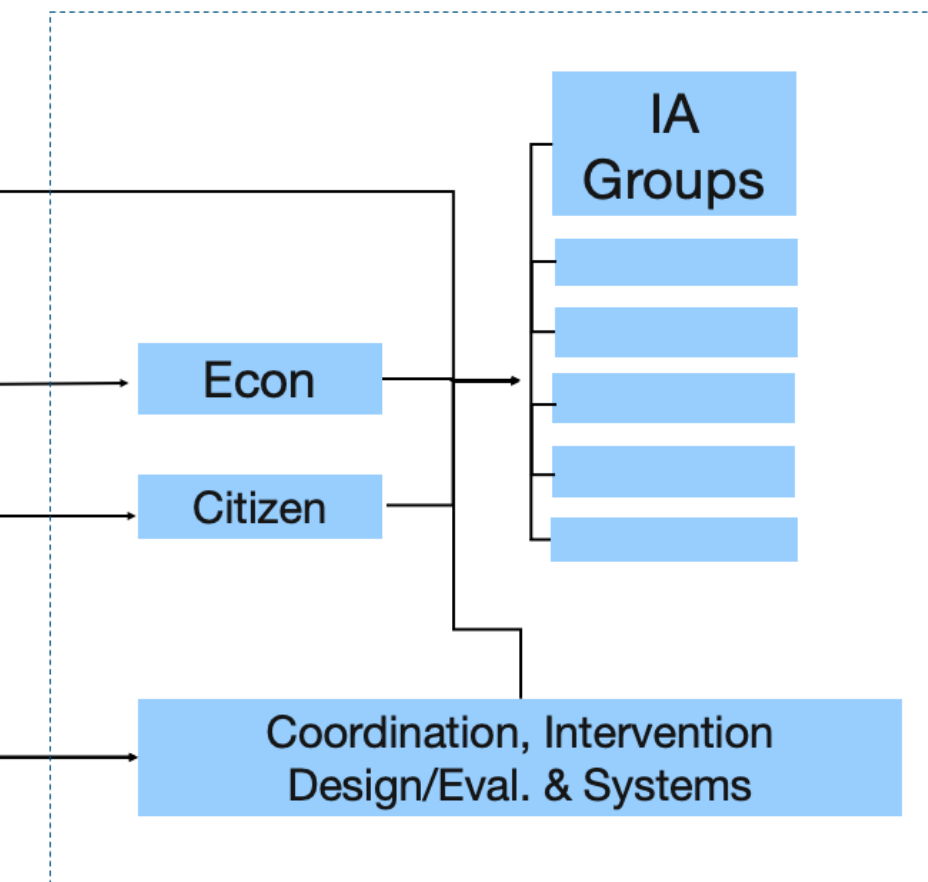 IA
Groups
Econ
Citizen
Coordination, Intervention
Design/Eval. & Systems